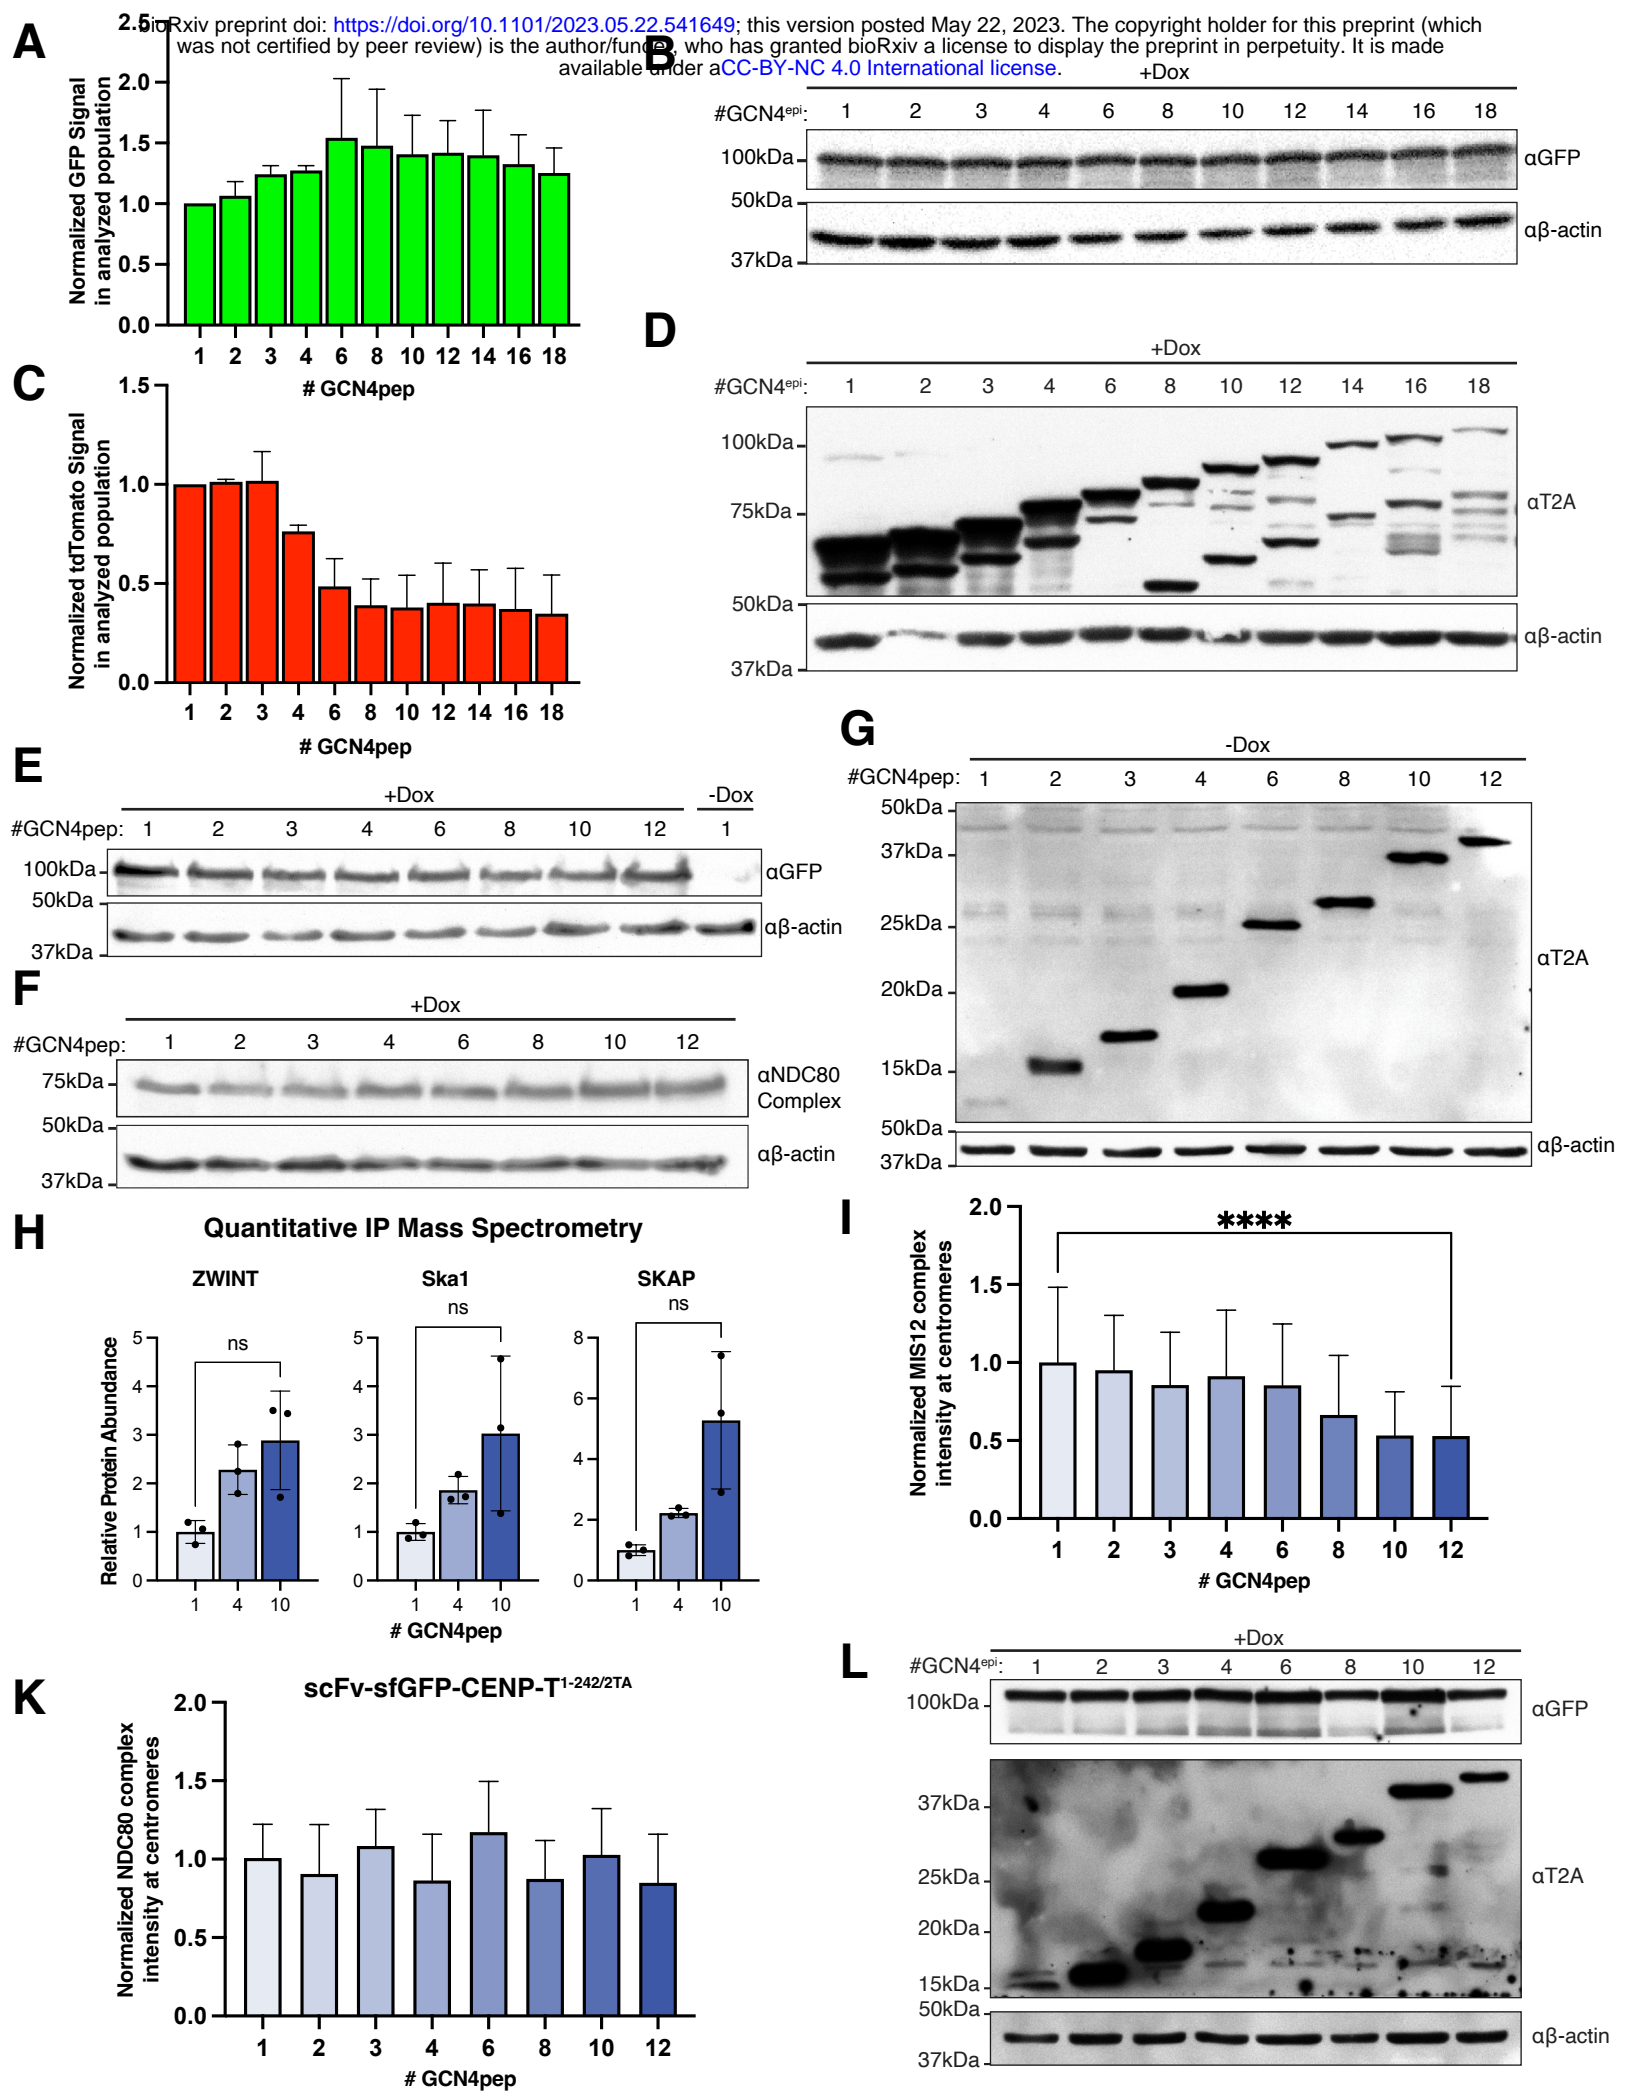 bioRxiv preprint doi: https://doi.org/10.1101/2023.05.22.541649; this version posted May 22, 2023. The copyright holder for this preprint (which
was not certified by peer review) is the author/funder, who has granted bioRxiv a license to display the preprint in perpetuity. It is made
available under aCC-BY-NC 4.0 International license.
A
Normalized GFP Signal
in analyzed population
2.5
2.0
1.5
1.0
0.5
0.0
1 2 3 4 6 8 10 12 14 16 18
# GCN4pep
B
+Dox
#GCN4epi: 1 2 3 4 6 8 10 12 14 16 18
100kDa
αGFP
50kDa
αβ-actin
37kDa
C
Normalized tdTomato Signal
in analyzed population
1.5
1.0
0.5
0.0
1 2 3 4 6 8 10 12 14 16 18
# GCN4pep
D
+Dox
#GCN4epi: 1 2 3 4 6 8 10 12 14 16 18
100kDa
75kDa
αT2A
50kDa
αβ-actin
37kDa
E
+Dox -Dox
#GCN4pep: 1 2 3 4 6 8 10 12 1
100kDa
αGFP
50kDa
αβ-actin
37kDa
F
+Dox
#GCN4pep: 1 2 3 4 6 8 10 12
75kDa
αNDC80
Complex
50kDa
αβ-actin
37kDa
G
-Dox
#GCN4pep: 1 2 3 4 6 8 10 12
50kDa
37kDa
25kDa
αT2A
20kDa
15kDa
50kDa
αβ-actin
37kDa
H
Quantitative IP Mass Spectrometry
ZWINT Ska1 SKAP
ns ns ns
Relative Protein Abundance
5
4
3
2
1
0
1 4 10
5
4
3
2
1
0
1 4 10
8
6
4
2
0
1 4 10
# GCN4pep
I
Normalized MIS12 complex
intensity at centromeres
2.0
1.5
1.0
0.5
0.0
****
1 2 3 4 6 8 10 12
# GCN4pep
K
scFv-sfGFP-CENP-T1-242/2TA
Normalized NDC80 complex
intensity at centromeres
2.0
1.5
1.0
0.5
0.0
1 2 3 4 6 8 10 12
# GCN4pep
L
+Dox
#GCN4epi: 1 2 3 4 6 8 10 12
100kDa
αGFP
37kDa
25kDa
αT2A
20kDa
15kDa
50kDa
αβ-actin
37kDa